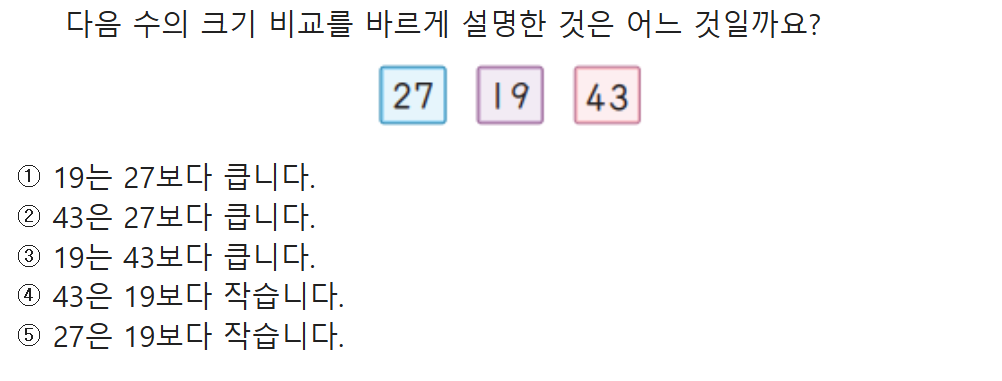 다음 수의 크기 비교를 바르게 설명한 것은 어느 것일까요?
27 19 43
① 19는 27보다 큽니다.
② 43은 27보다 큽니다.
③ 19는 43보다 큽니다.
④ 43은 19보다 작습니다.
⑤ 27은 19보다 작습니다.